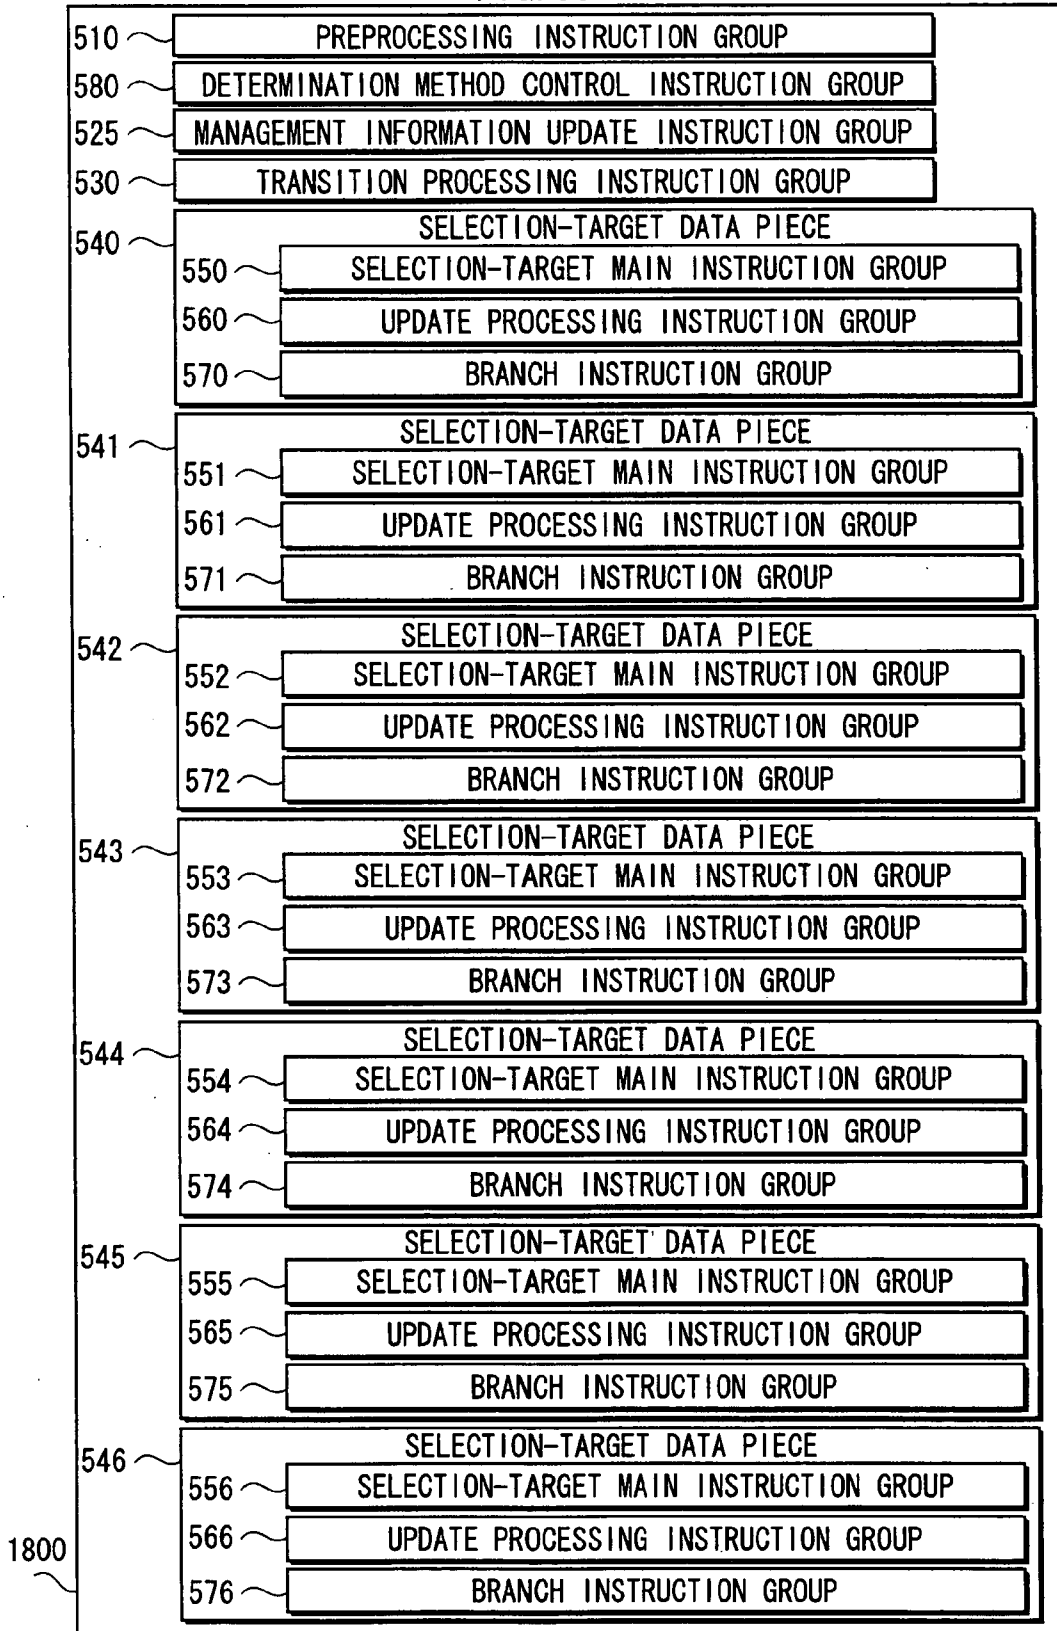 510 PREPROCESSING INSTRUCTION GROUP
580 DETERMINATION METHOD CONTROL INSTRUCTION GROUP
525 MANAGEMENT INFORMATION UPDATE INSTRUCTION GROUP
530 TRANSITION PROCESSING INSTRUCTION GROUP
540 SELECTION-TARGET DATA PIECE
550 SELECTION-TARGET MAIN INSTRUCTION GROUP
560 UPDATE PROCESSING INSTRUCTION GROUP
570 BRANCH INSTRUCTION GROUP
541 SELECTION-TARGET DATA PIECE
551 SELECTION-TARGET MAIN INSTRUCTION GROUP
561 UPDATE PROCESSING INSTRUCTION GROUP
571 BRANCH INSTRUCTION GROUP
542 SELECTION-TARGET DATA PIECE
552 SELECTION-TARGET MAIN INSTRUCTION GROUP
562 UPDATE PROCESSING INSTRUCTION GROUP
572 BRANCH INSTRUCTION GROUP
543 SELECTION-TARGET DATA PIECE
553 SELECTION-TARGET MAIN INSTRUCTION GROUP
563 UPDATE PROCESSING INSTRUCTION GROUP
573 BRANCH INSTRUCTION GROUP
544 SELECTION-TARGET DATA PIECE
554 SELECTION-TARGET MAIN INSTRUCTION GROUP
564 UPDATE PROCESSING INSTRUCTION GROUP
574 BRANCH INSTRUCTION GROUP
545 SELECTION-TARGET DATA PIECE
555 SELECTION-TARGET MAIN INSTRUCTION GROUP
565 UPDATE PROCESSING INSTRUCTION GROUP
575 BRANCH INSTRUCTION GROUP
546 SELECTION-TARGET DATA PIECE
556 SELECTION-TARGET MAIN INSTRUCTION GROUP
566 UPDATE PROCESSING INSTRUCTION GROUP
1800
576 BRANCH INSTRUCTION GROUP